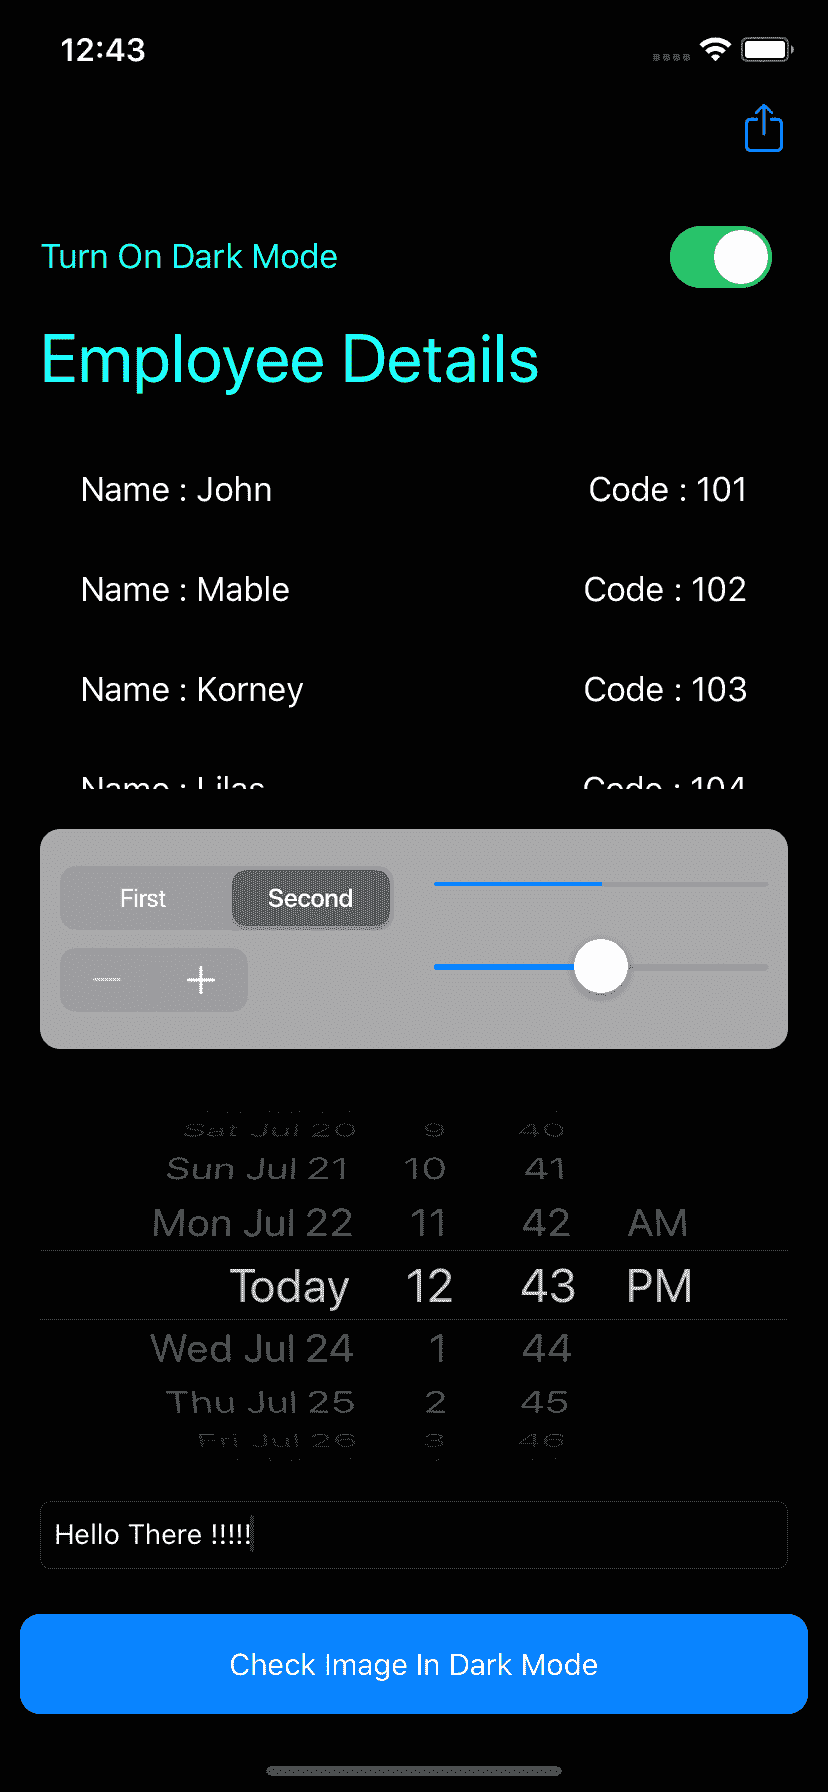 12:43
Turn On Dark Mode
Employee Details
Name : John Code : 101
Name : Mable Code : 102
Name : Korney Code : 103
Name : Lilas Code : 104
First Second
Sat Jul 20 9 40
Sun Jul 21 10 41
Mon Jul 22 11 42 AM
Today 12 43 PM
Wed Jul 24 1 44
Thu Jul 25 2 45
Fri Jul 26 3 46
Hello There !!!!!
Check Image In Dark Mode